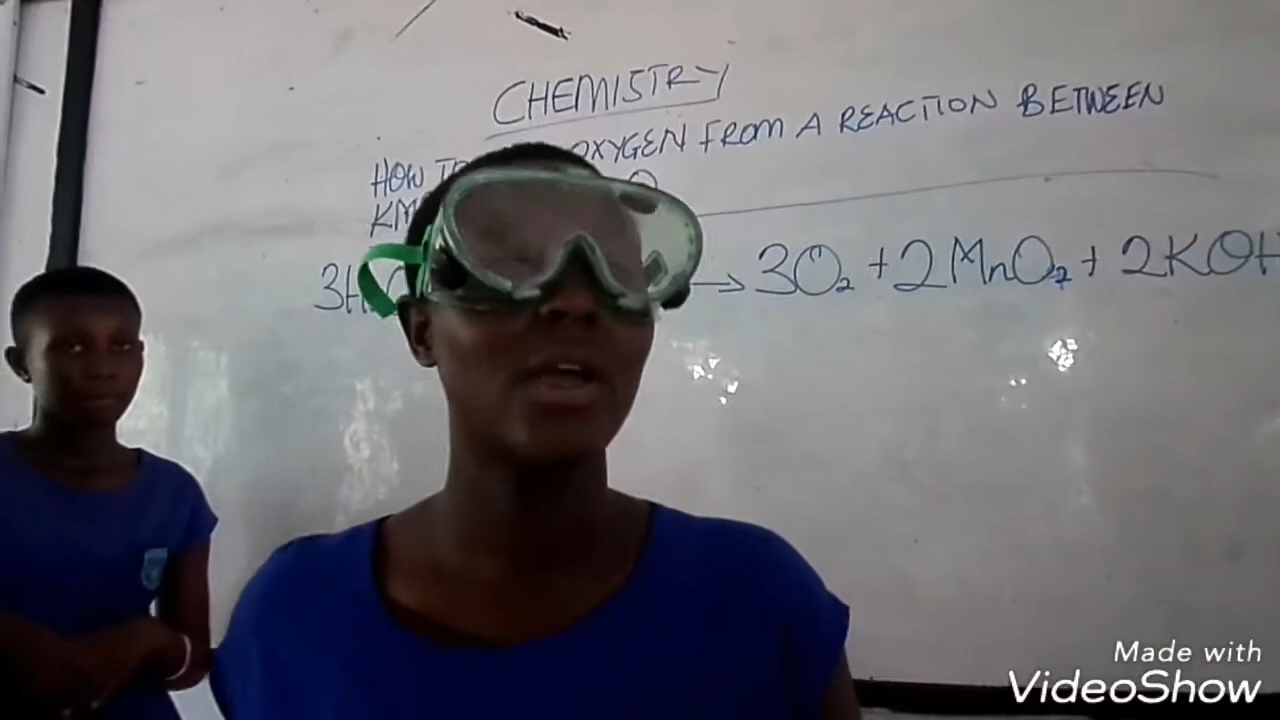 CHEMISTRY
HOW OXYGEN FROM A REACTION BETWEEN
KM
3H → 3O₂ + 2MnO₂ + 2KOH
Made with
VideoShow